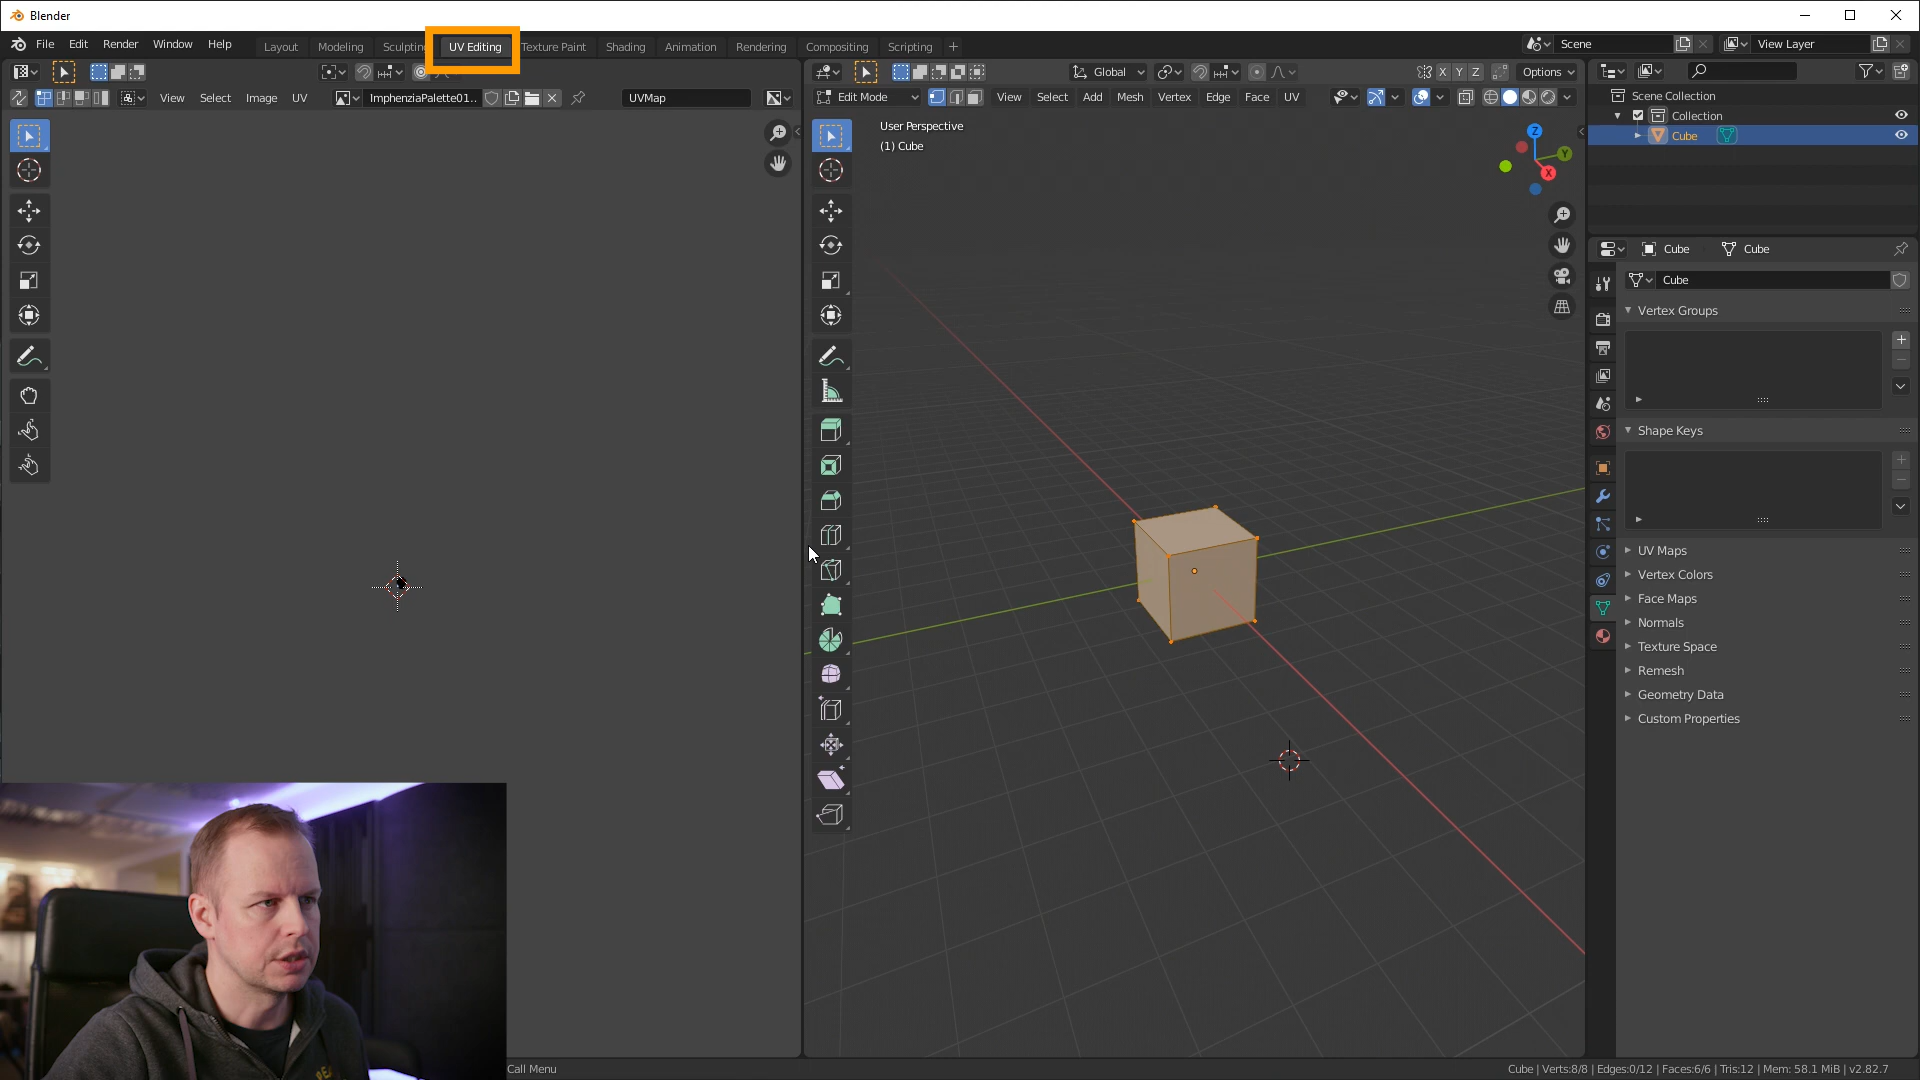 Blender
File Edit Render Window Help Layout Modeling Sculpting UV Editing Texture Paint Shading Animation Rendering Compositing Scripting + Scene View Layer
Global X Y Z Options
View Select Image UV ImphenziaPalette01.. UVMap Edit Mode View Select Add Mesh Vertex Edge Face UV
User Perspective
(1) Cube
Z
Y
X
Scene Collection
Collection
Cube
Cube Cube
Cube
Vertex Groups
Shape Keys
UV Maps
Vertex Colors
Face Maps
Normals
Texture Space
Remesh
Geometry Data
Custom Properties
Call Menu
Cube | Verts:8/8 | Edges:0/12 | Faces:6/6 | Tris:12 | Mem: 58.1 MiB | v2.82.7